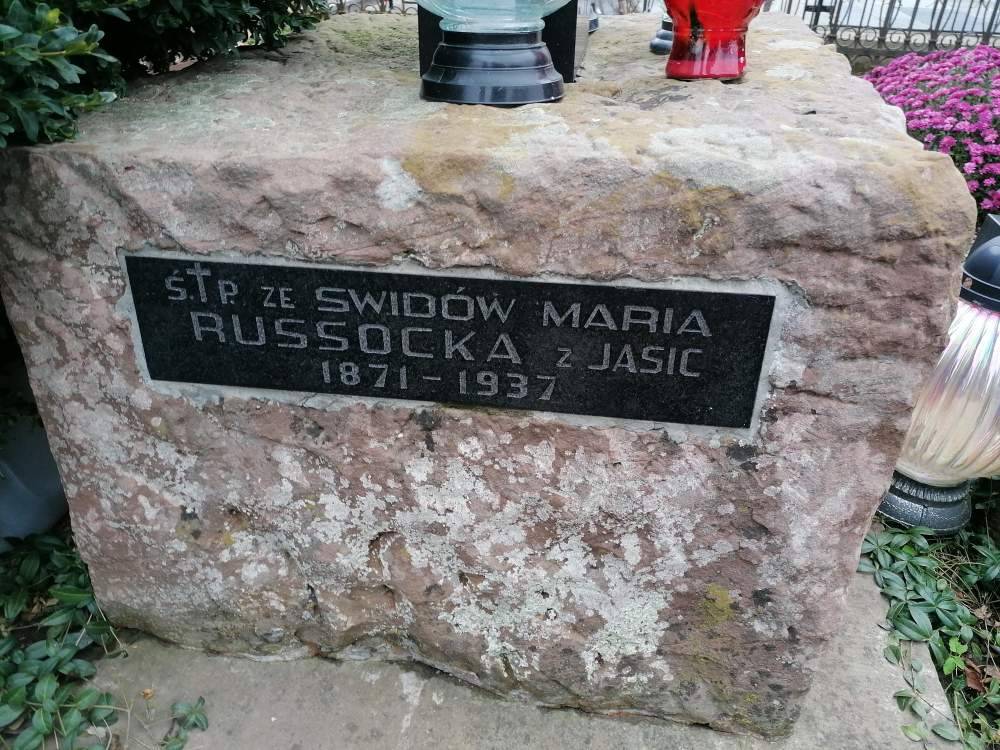 Ś.†P. ZE SWIDÓW MARIA
RUSSOCKA Z JASIC
1871-1937